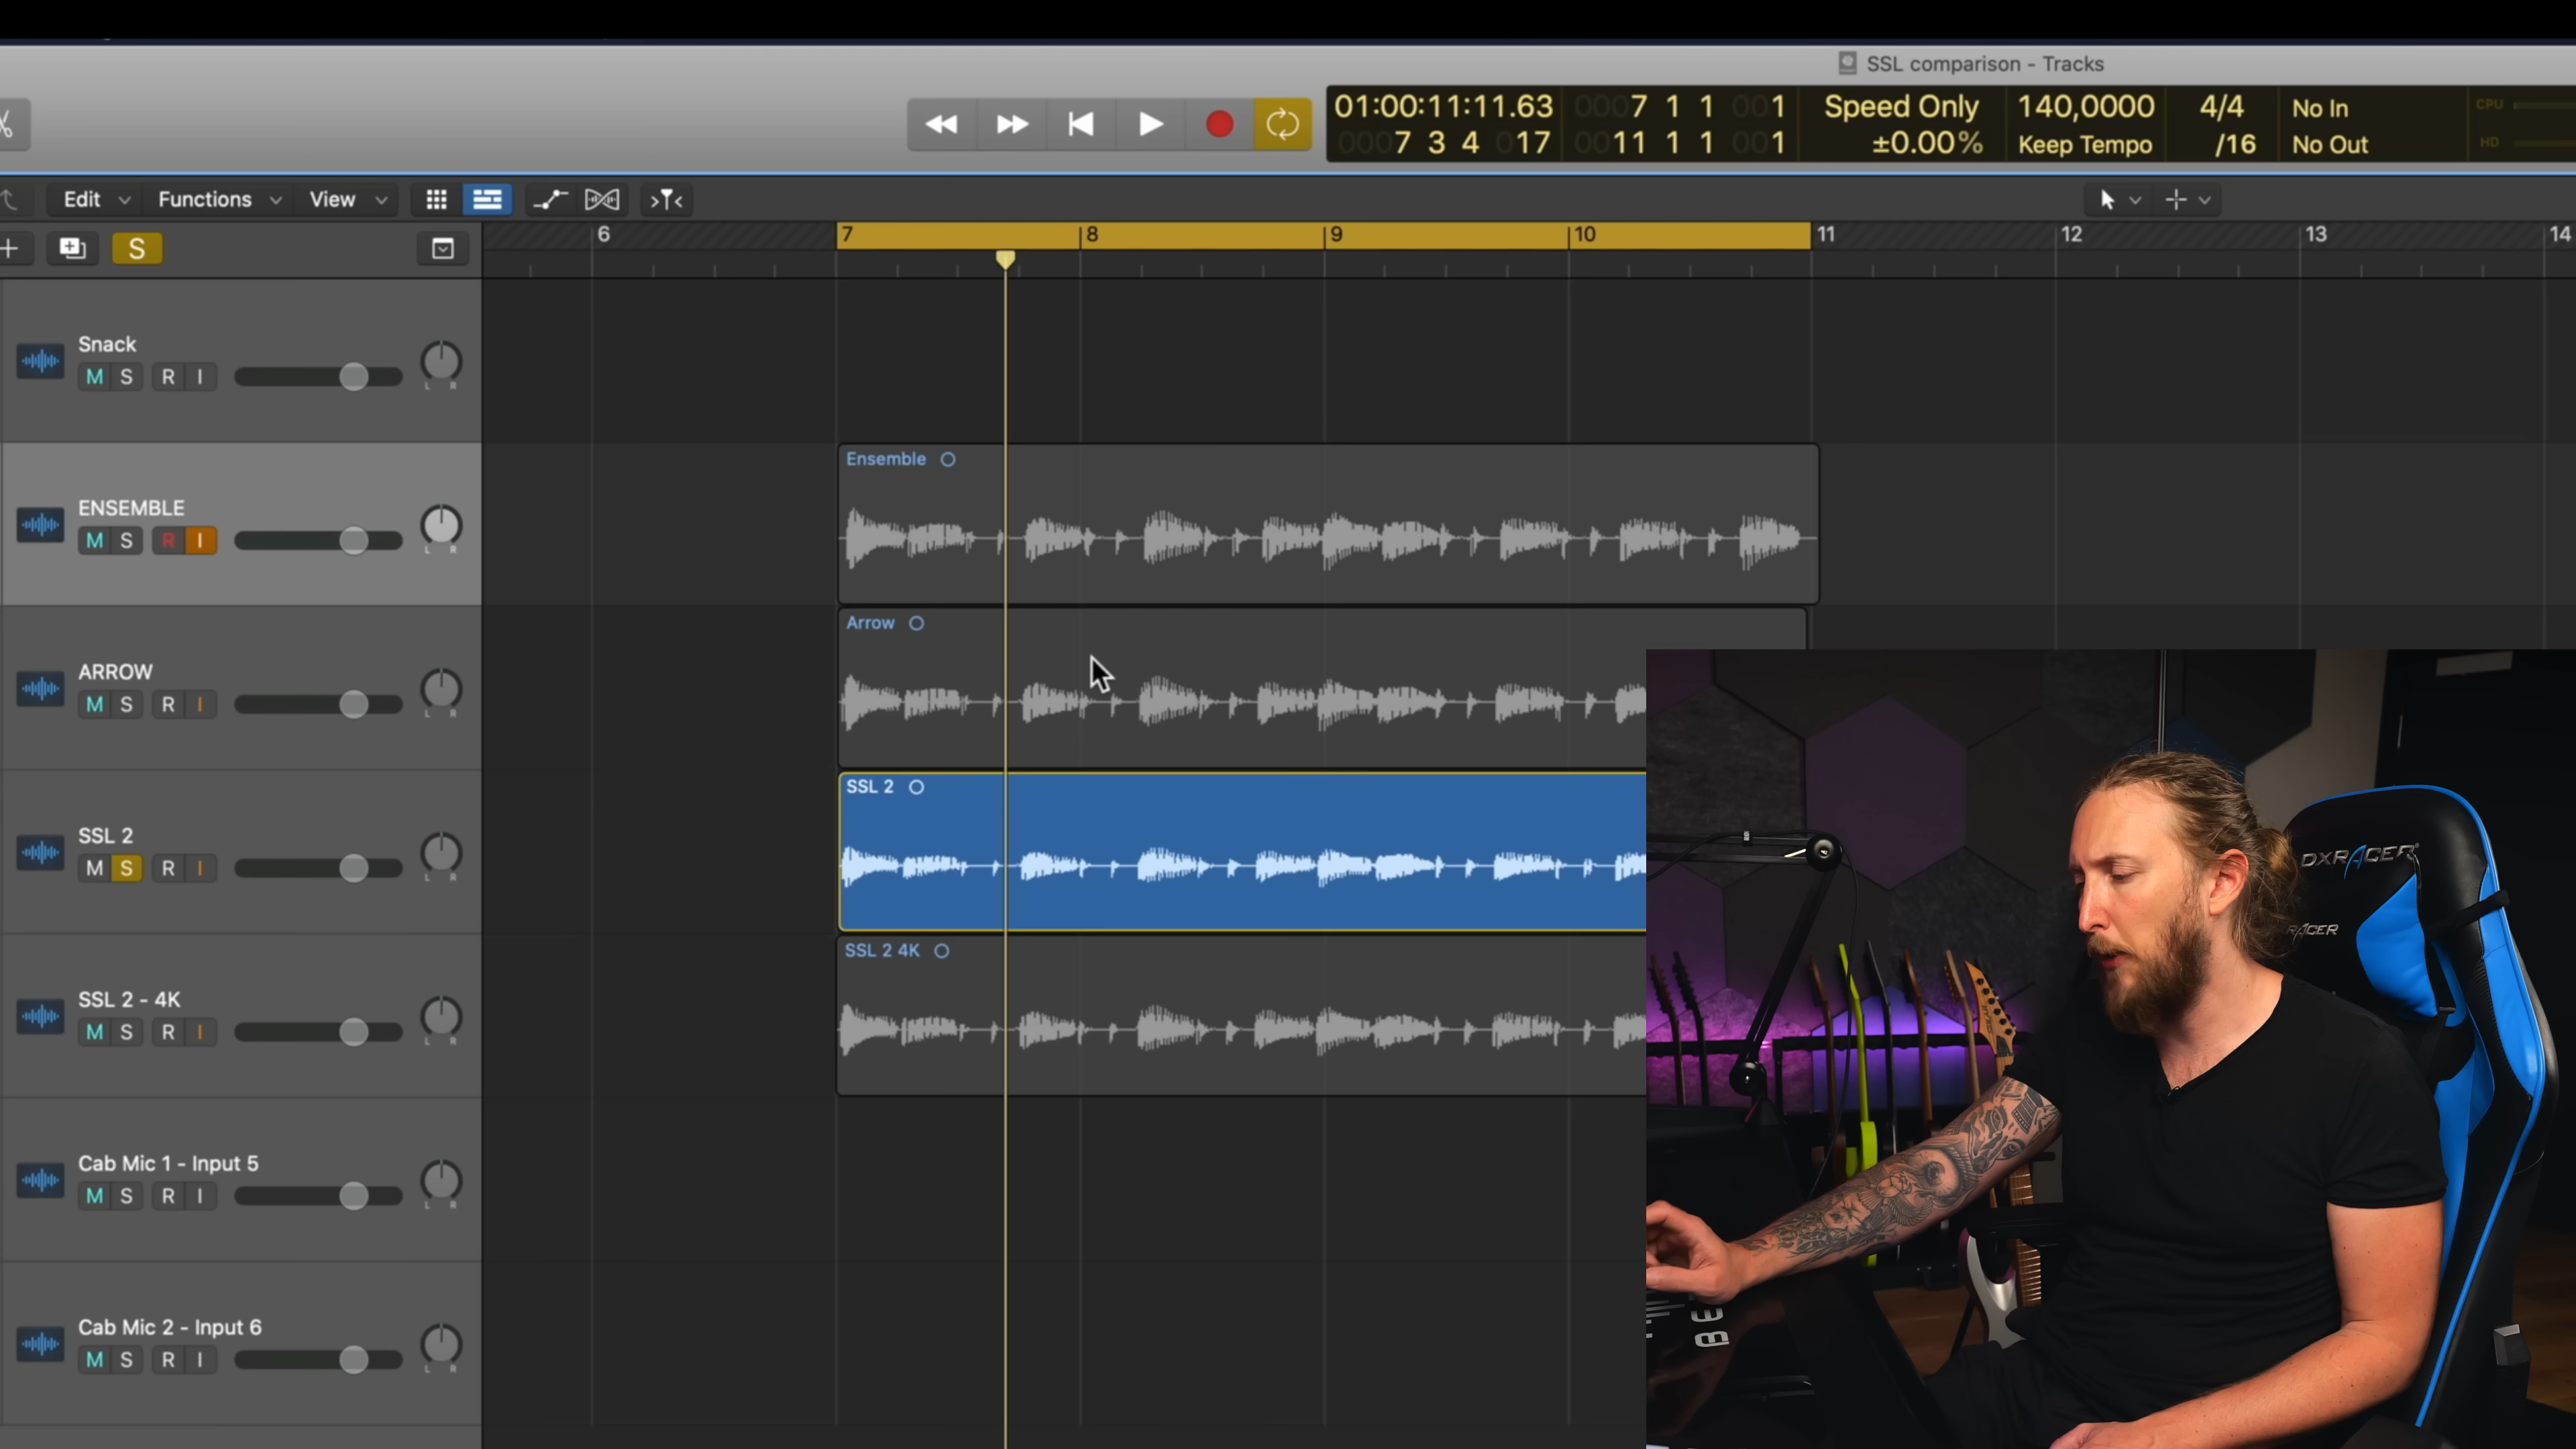 SSL comparison - Tracks
01:00:11:11.63 0007 1 1 001 Speed Only 140,0000 4/4 No In CPU
0007 3 4 017 0011 1 1 001 ±0.00% Keep Tempo /16 No Out HD
Edit Functions View
S
6 7 8 9 10 11 12 13 14
Snack
M S R I
L R
Ensemble
ENSEMBLE
M S R I
L R
Arrow
ARROW
M S R I
L R
SSL 2
SSL 2
M S R I
L R
SSL 2 4K
SSL 2 - 4K
M S R I
L R
Cab Mic 1 - Input 5
M S R I
L R
Cab Mic 2 - Input 6
M S R I
L R
DXRACER
RACER